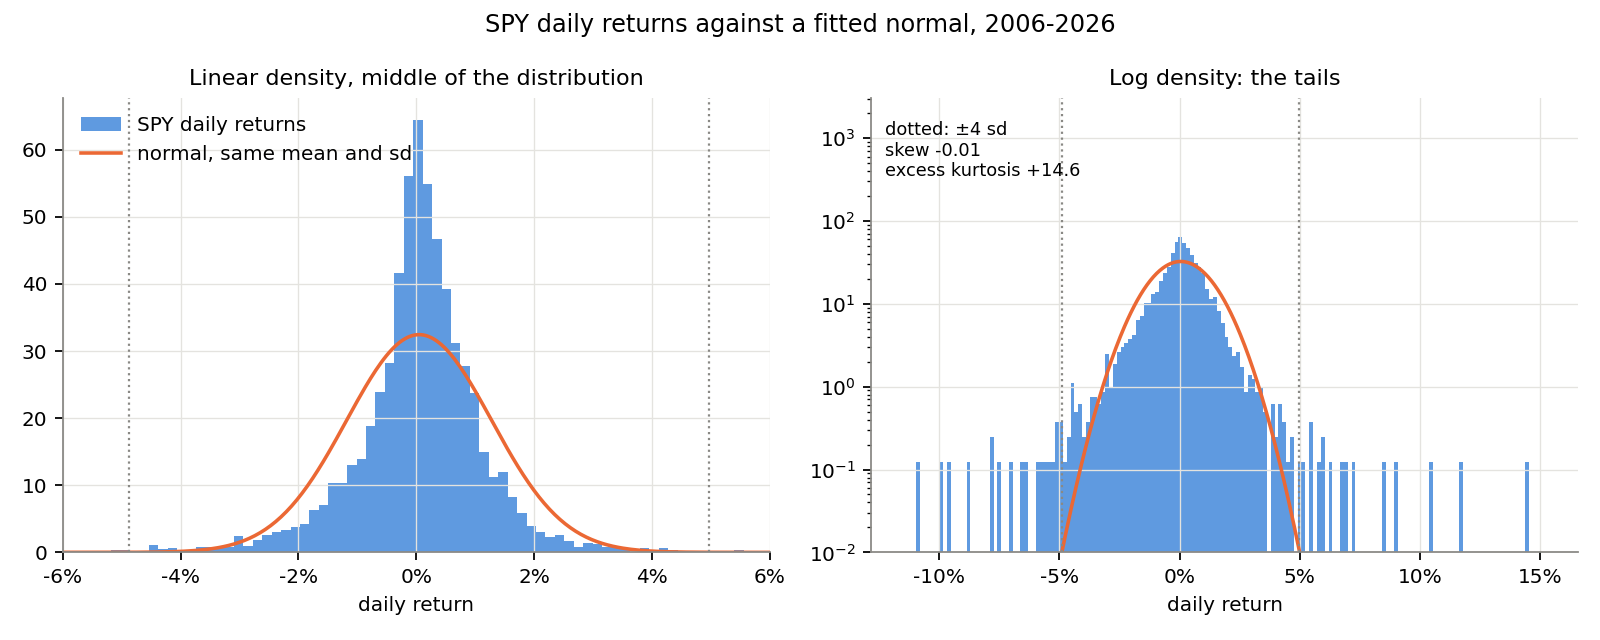 SPY daily returns against a fitted normal, 2006-2026
Linear density, middle of the distribution
SPY daily returns
normal, same mean and sd
60
50
40
30
20
10
0
-6%
-4%
-2%
0%
2%
4%
6%
daily return
Log density: the tails
dotted: ±4 sd
skew -0.01
excess kurtosis +14.6
10³
10²
10¹
10⁰
10⁻¹
10⁻²
-10%
-5%
0%
5%
10%
15%
daily return